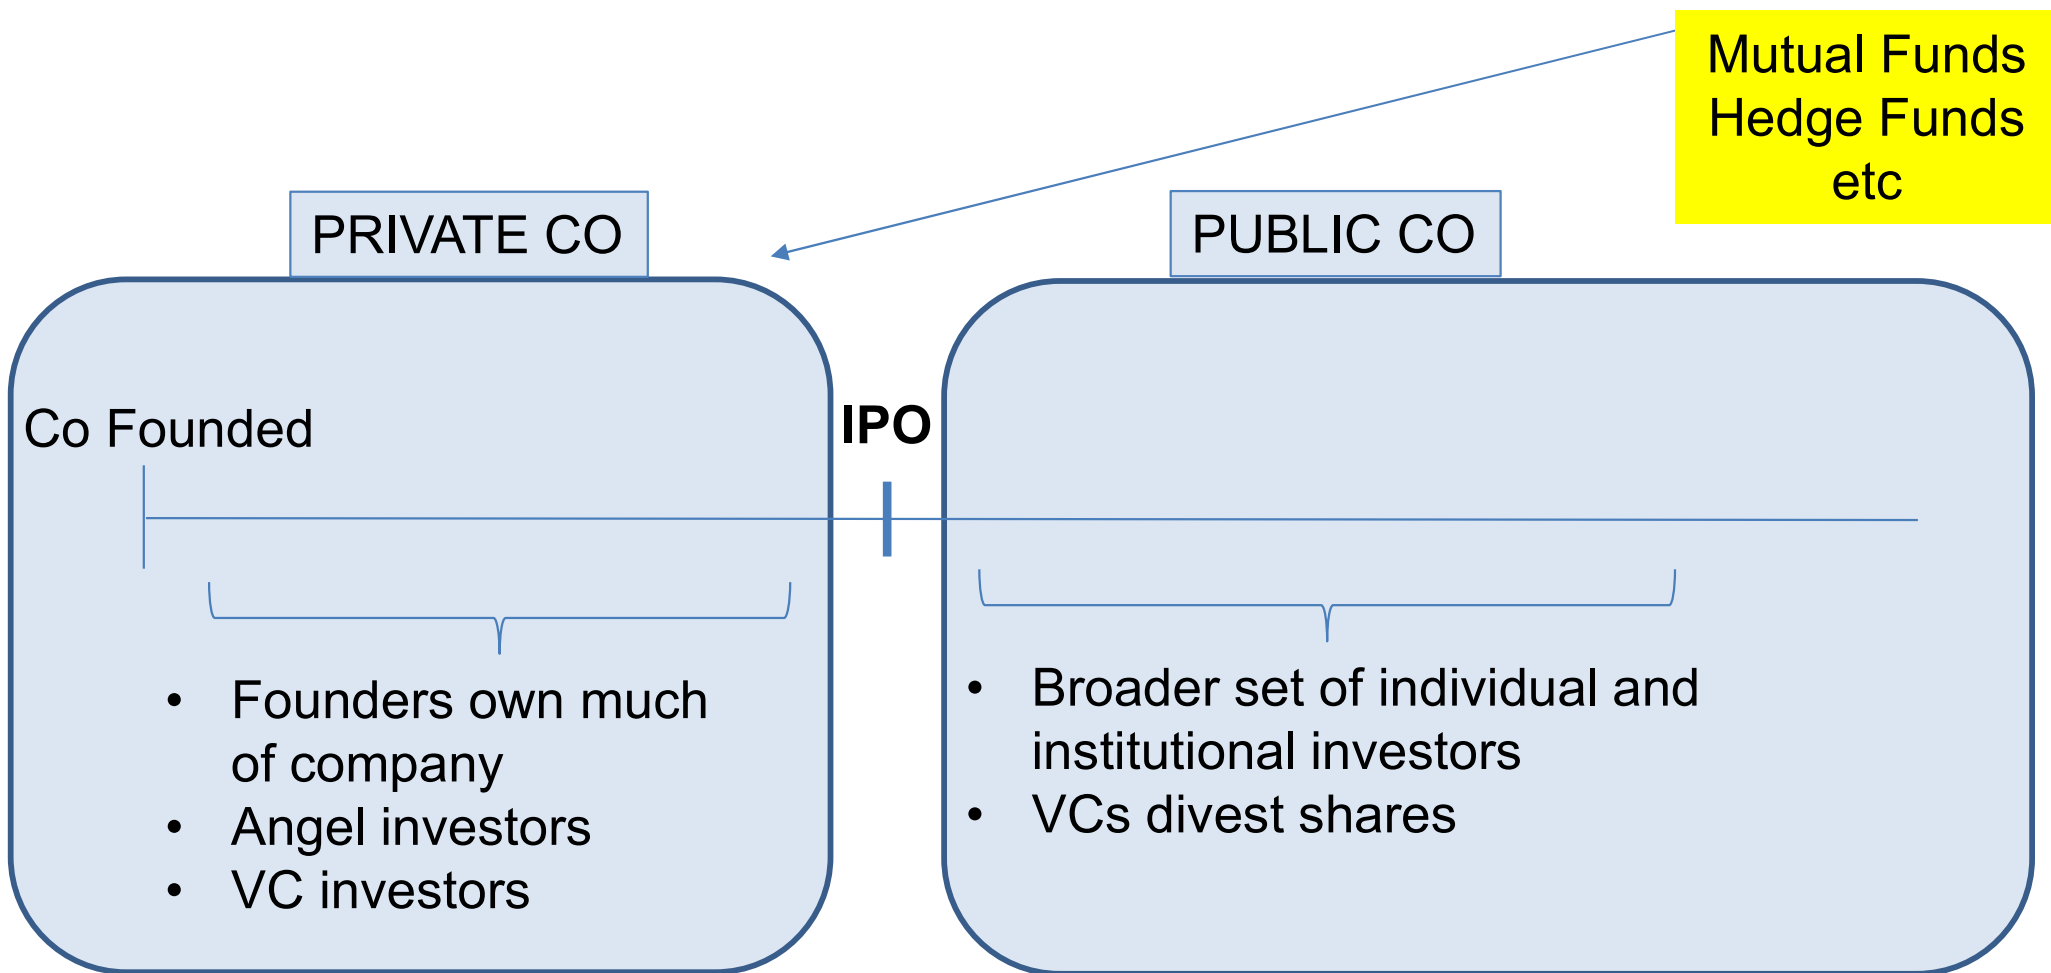 Mutual Funds
Hedge Funds
etc
PRIVATE CO
PUBLIC CO
Co Founded
IPO
• Founders own much
of company
• Angel investors
• VC investors
• Broader set of individual and
institutional investors
• VCs divest shares